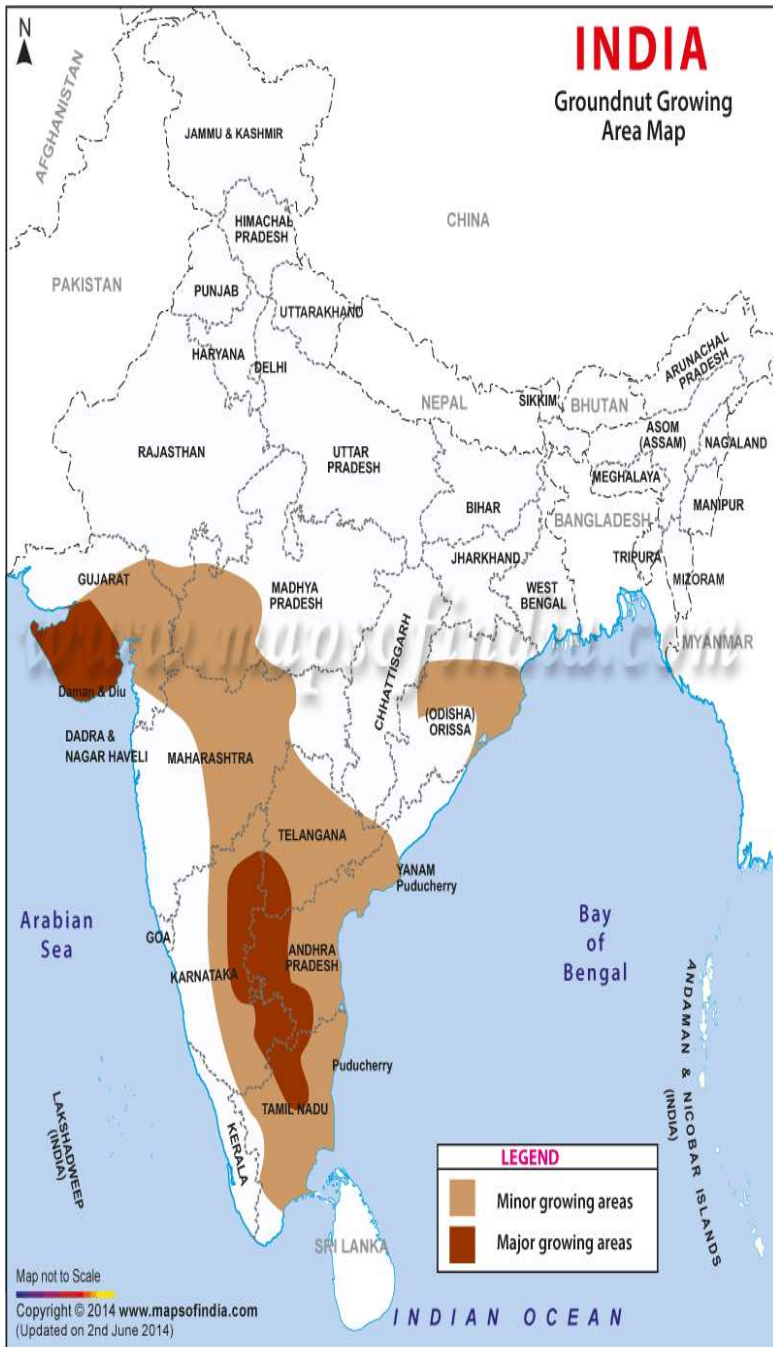 N
INDIA
Groundnut Growing
Area Map
AFGHANISTAN
JAMMU & KASHMIR
CHINA
HIMACHAL
PRADESH
PAKISTAN
PUNJAB
UTTARAKHAND
HARYANA
DELHI
ARUNACHAL
PRADESH
NEPAL
SIKKIM
BHUTAN
ASOM
(ASSAM)
NAGALAND
RAJASTHAN
UTTAR
PRADESH
MEGHALAYA
MANIPUR
BIHAR
BANGLADESH
JHARKHAND
TRIPURA
MIZORAM
GUJARAT
MADHYA
PRADESH
WEST
BENGAL
www.mapsofindia.com
MYANMAR
CHHATTISGARH
Daman & Diu
(ODISHA)
ORISSA
DADRA &
NAGAR HAVELI
MAHARASHTRA
TELANGANA
YANAM
Puducherry
Arabian
Sea
Bay
of
Bengal
GOA
KARNATAKA
ANDHRA
PRADESH
ANDAMAN & NICOBAR ISLANDS
(INDIA)
Puducherry
LAKSHADWEEP
(INDIA)
TAMIL NADU
KERALA
LEGEND
Minor growing areas
Major growing areas
SRI LANKA
Map not to Scale
Copyright © 2014 www.mapsofindia.com
(Updated on 2nd June 2014)
INDIAN OCEAN